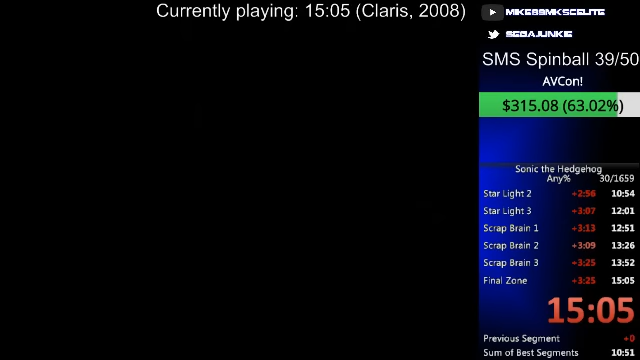 Currently playing: 15:05 (Claris, 2008)
MIKE89MKSCELITE
SEGAJUNKIE
SMS Spinball 39/50
AVCon!
$315.08 (63.02%)
Sonic the Hedgehog
Any% 30/1659
Star Light 2 +2:56 10:54
Star Light 3 +3:07 12:01
Scrap Brain 1 +3:13 12:51
Scrap Brain 2 +3:09 13:26
Scrap Brain 3 +3:25 13:52
Final Zone +3:25 15:05
15:05
Previous Segment +0
Sum of Best Segments 10:51